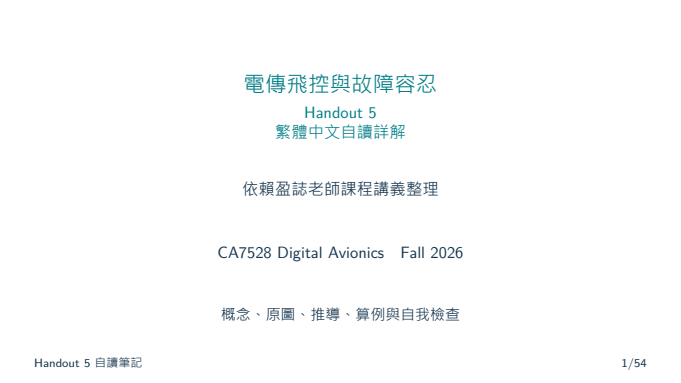 電傳飛控與故障容忍
Handout 5
繁體中文自讀詳解
依賴盈誌老師課程講義整理
CA7528 Digital Avionics Fall 2026
概念、原圖、推導、算例與自我檢查
Handout 5 自讀筆記
1/54